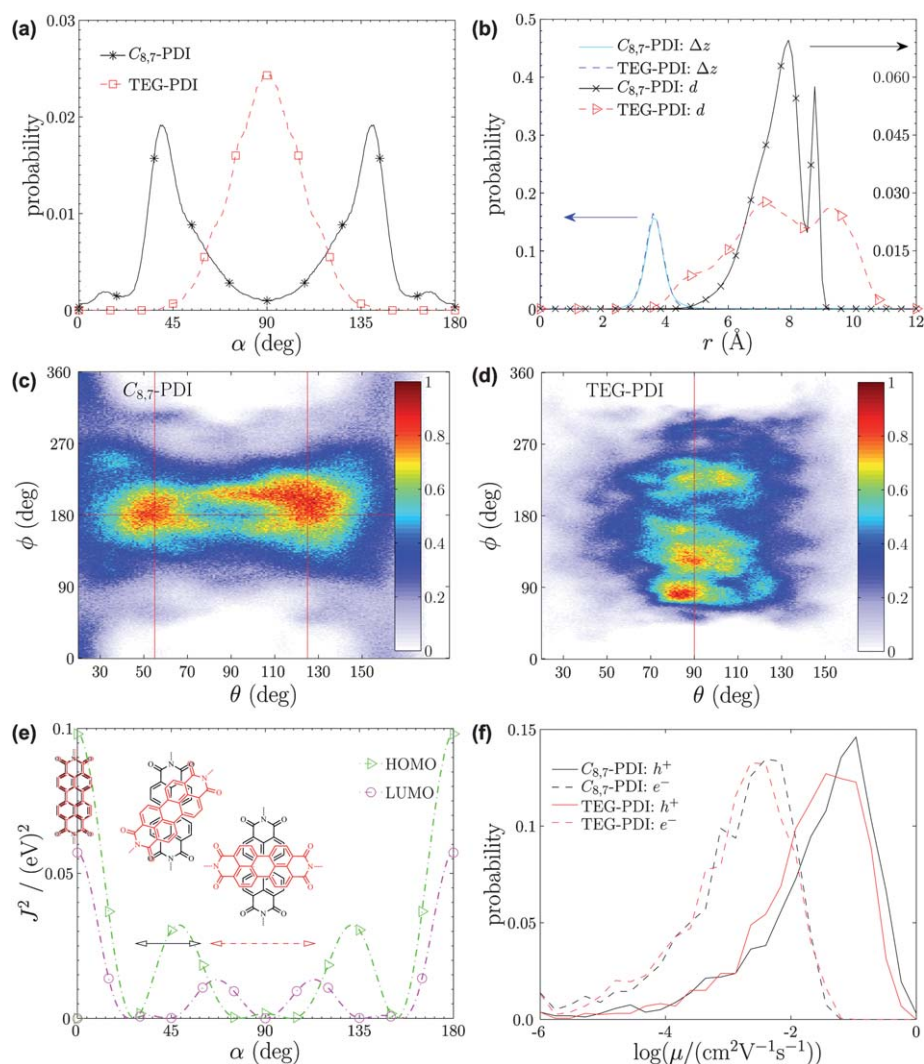 (a)
0.03
C8,7-PDI
TEG-PDI
0.02
probability
0.01
0
0 45 90 135 180
α (deg)
(b)
0.5
C8,7-PDI: Δz
TEG-PDI: Δz
C8,7-PDI: d
TEG-PDI: d
0.4
0.3
0.2
0.1
0
probability
0.060
0.045
0.030
0.015
0.000
0 2 4 6 8 10 12
r (Å)
(c)
C8,7-PDI
360
270
180
90
0
ϕ (deg)
30 50 70 90 110 130 150
θ (deg)
1
0.8
0.6
0.4
0.2
0
(d)
TEG-PDI
360
270
180
90
0
ϕ (deg)
30 50 70 90 110 130 150
θ (deg)
1
0.8
0.6
0.4
0.2
0
(e)
0.1
0.05
0
J² / (eV)²
HOMO
LUMO
0 45 90 135 180
α (deg)
(f)
0.15
0.10
0.05
0
probability
C8,7-PDI: h⁺
C8,7-PDI: e⁻
TEG-PDI: h⁺
TEG-PDI: e⁻
-6 -4 -2 0
log(μ/(cm²V⁻¹s⁻¹)